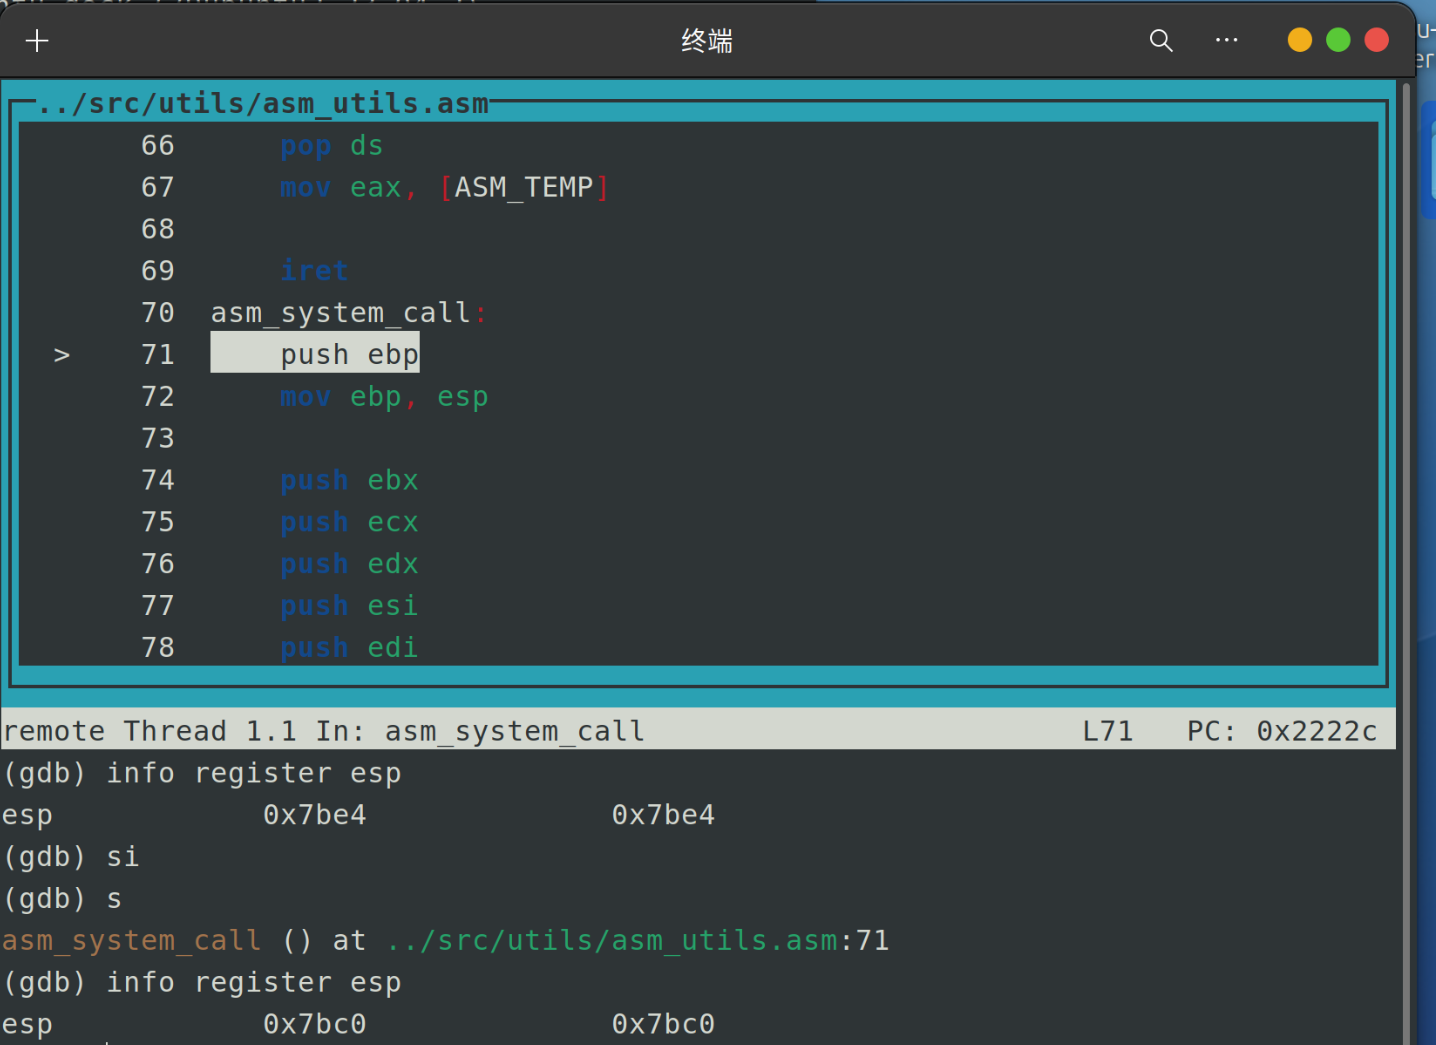 终端
../src/utils/asm_utils.asm
66 pop ds
67 mov eax, [ASM_TEMP]
68
69 iret
70 asm_system_call:
> 71 push ebp
72 mov ebp, esp
73
74 push ebx
75 push ecx
76 push edx
77 push esi
78 push edi
remote Thread 1.1 In: asm_system_call L71 PC: 0x2222c
(gdb) info register esp
esp 0x7be4 0x7be4
(gdb) si
(gdb) s
asm_system_call () at ../src/utils/asm_utils.asm:71
(gdb) info register esp
esp 0x7bc0 0x7bc0